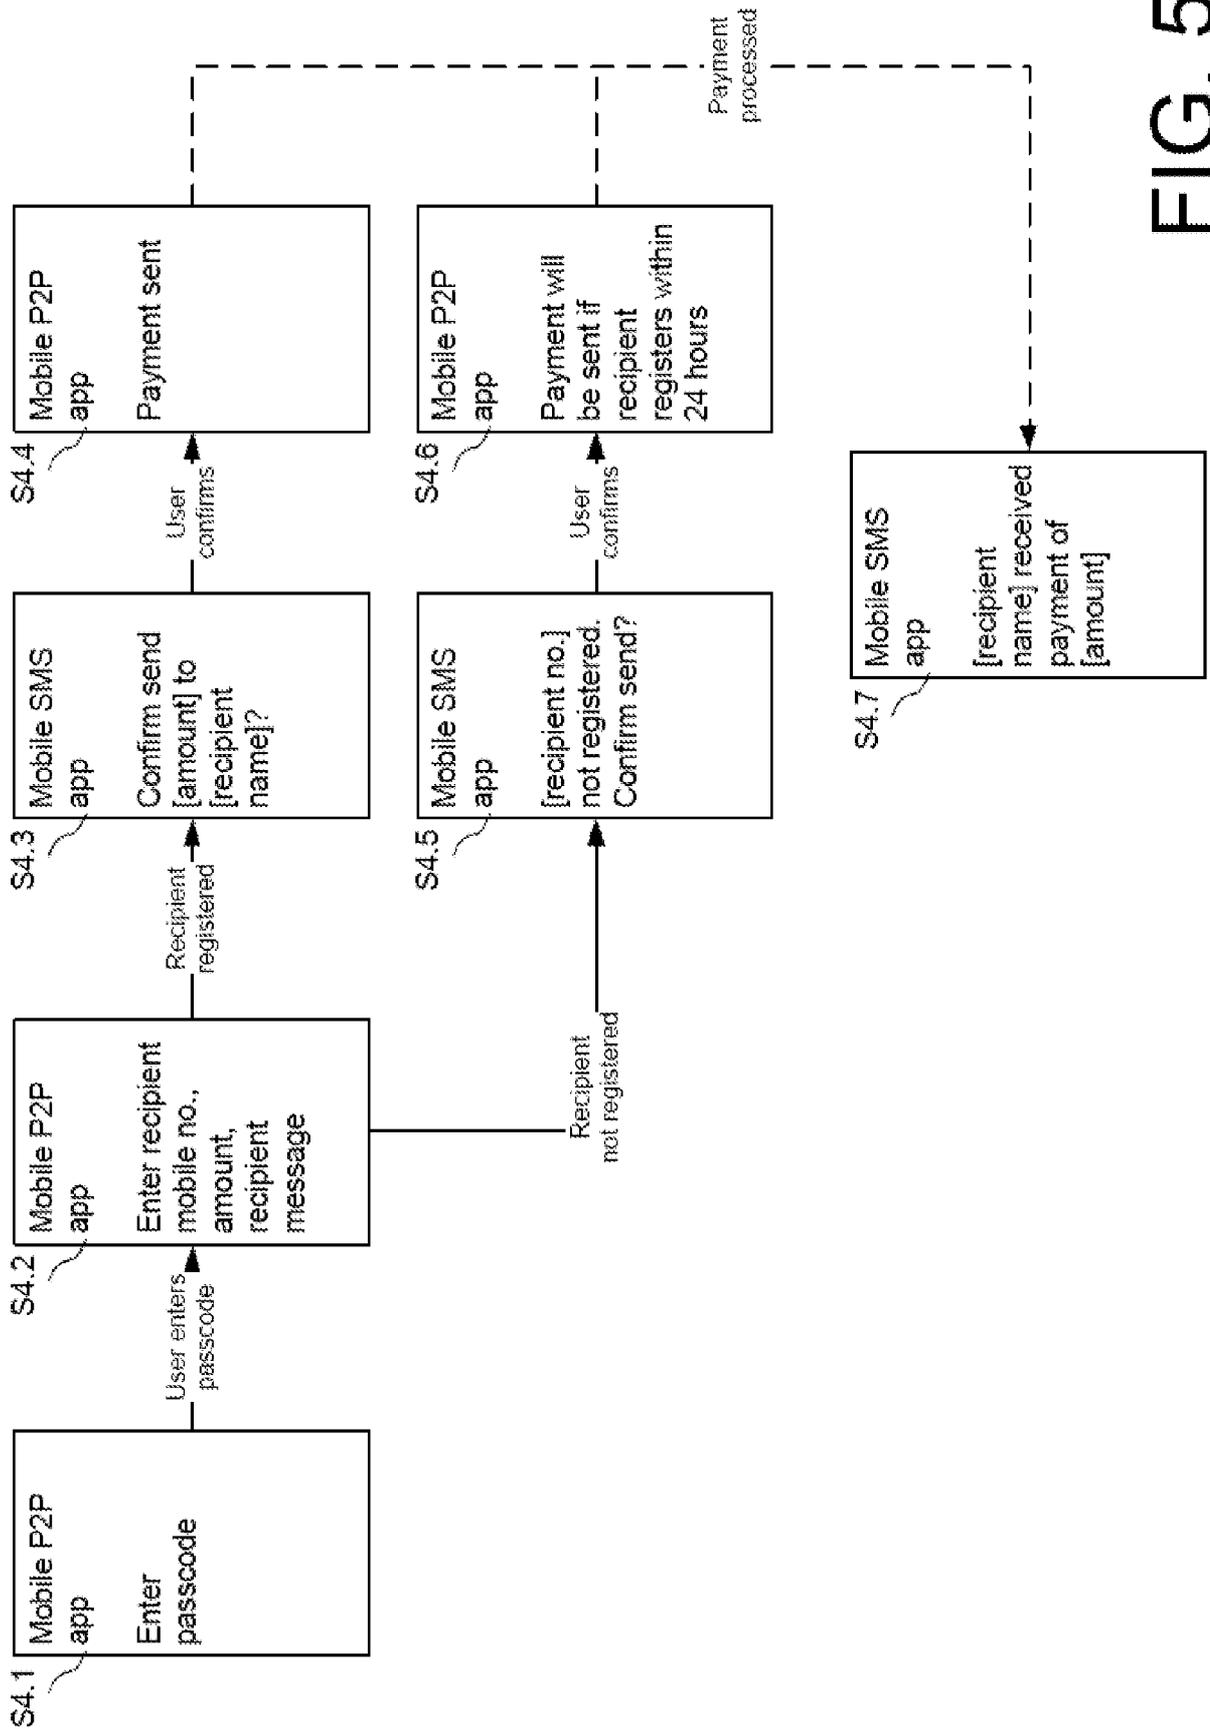 S4.1
Mobile P2P
app
Enter
passcode
User enters
passcode
S4.2
Mobile P2P
app
Enter recipient
mobile no.,
amount,
recipient
message
Recipient
registered
S4.3
Mobile SMS
app
Confirm send
[amount] to
[recipient
name]?
User
confirms
S4.4
Mobile P2P
app
Payment sent
Recipient
not registered
S4.5
Mobile SMS
app
[recipient no.]
not registered.
Confirm send?
User
confirms
S4.6
Mobile P2P
app
Payment will
be sent if
recipient
registers within
24 hours
Payment
processed
S4.7
Mobile SMS
app
[recipient
name] received
payment of
[amount]
FIG. 5